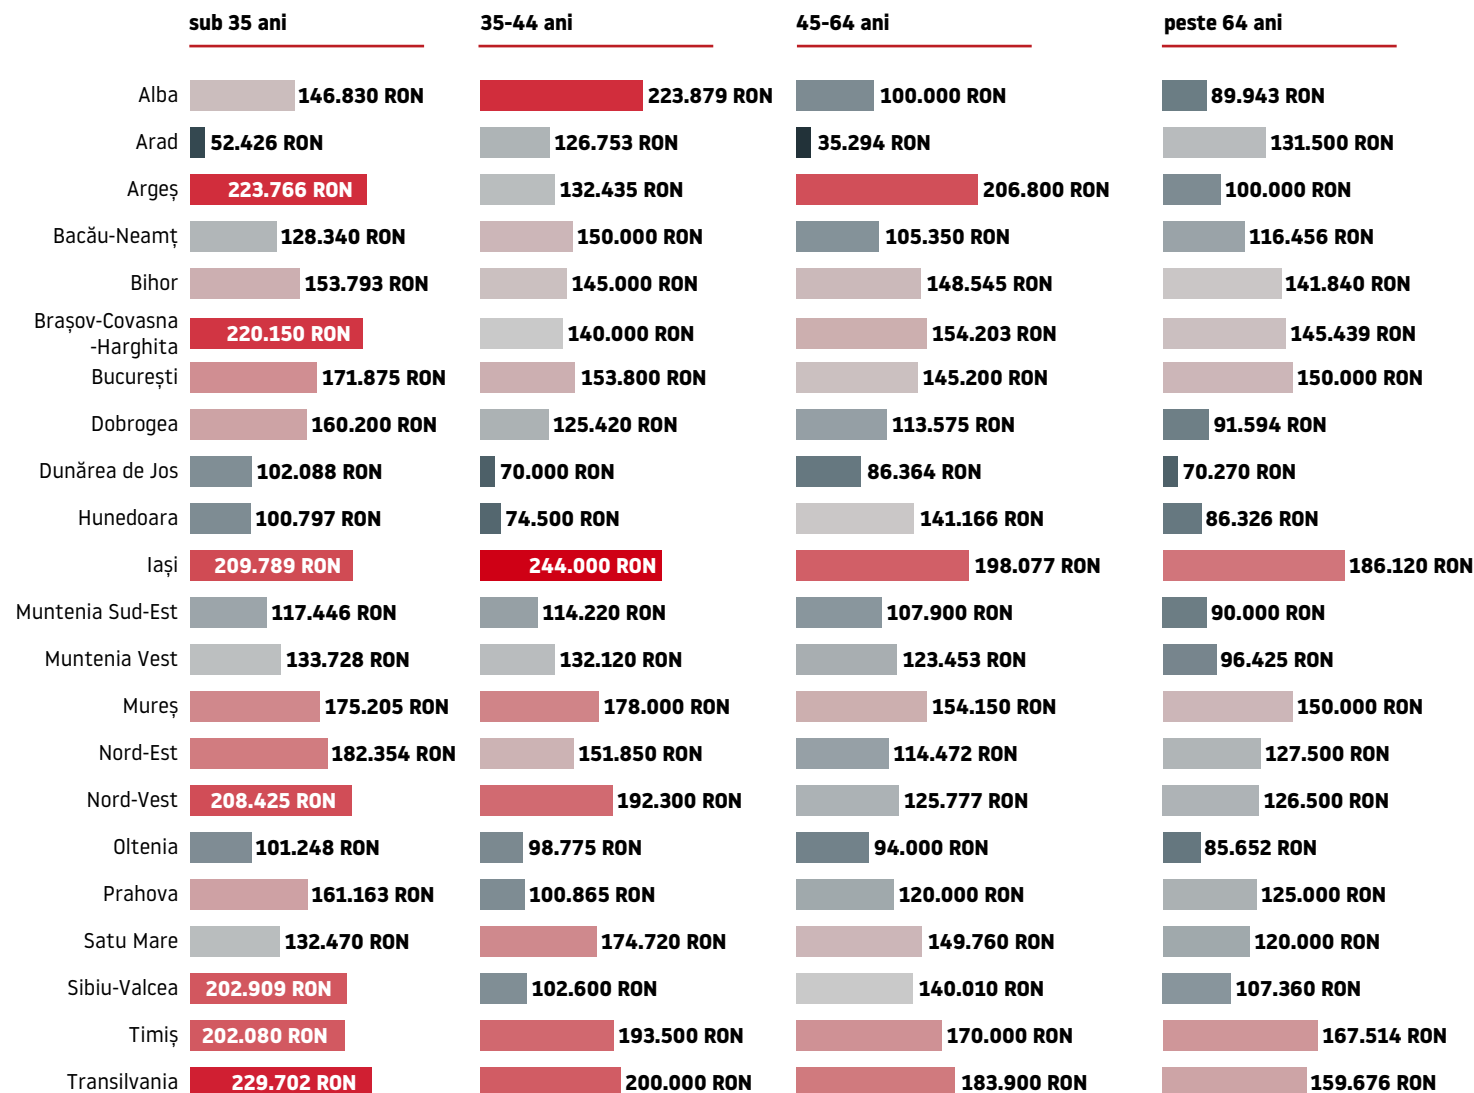 sub 35 ani 35-44 ani 45-64 ani peste 64 ani
Alba 146.830 RON 223.879 RON 100.000 RON 89.943 RON
Arad 52.426 RON 126.753 RON 35.294 RON 131.500 RON
Argeș 223.766 RON 132.435 RON 206.800 RON 100.000 RON
Bacău-Neamț 128.340 RON 150.000 RON 105.350 RON 116.456 RON
Bihor 153.793 RON 145.000 RON 148.545 RON 141.840 RON
Brașov-Covasna
-Harghita 220.150 RON 140.000 RON 154.203 RON 145.439 RON
București 171.875 RON 153.800 RON 145.200 RON 150.000 RON
Dobrogea 160.200 RON 125.420 RON 113.575 RON 91.594 RON
Dunărea de Jos 102.088 RON 70.000 RON 86.364 RON 70.270 RON
Hunedoara 100.797 RON 74.500 RON 141.166 RON 86.326 RON
Iași 209.789 RON 244.000 RON 198.077 RON 186.120 RON
Muntenia Sud-Est 117.446 RON 114.220 RON 107.900 RON 90.000 RON
Muntenia Vest 133.728 RON 132.120 RON 123.453 RON 96.425 RON
Mureș 175.205 RON 178.000 RON 154.150 RON 150.000 RON
Nord-Est 182.354 RON 151.850 RON 114.472 RON 127.500 RON
Nord-Vest 208.425 RON 192.300 RON 125.777 RON 126.500 RON
Oltenia 101.248 RON 98.775 RON 94.000 RON 85.652 RON
Prahova 161.163 RON 100.865 RON 120.000 RON 125.000 RON
Satu Mare 132.470 RON 174.720 RON 149.760 RON 120.000 RON
Sibiu-Valcea 202.909 RON 102.600 RON 140.010 RON 107.360 RON
Timiș 202.080 RON 193.500 RON 170.000 RON 167.514 RON
Transilvania 229.702 RON 200.000 RON 183.900 RON 159.676 RON